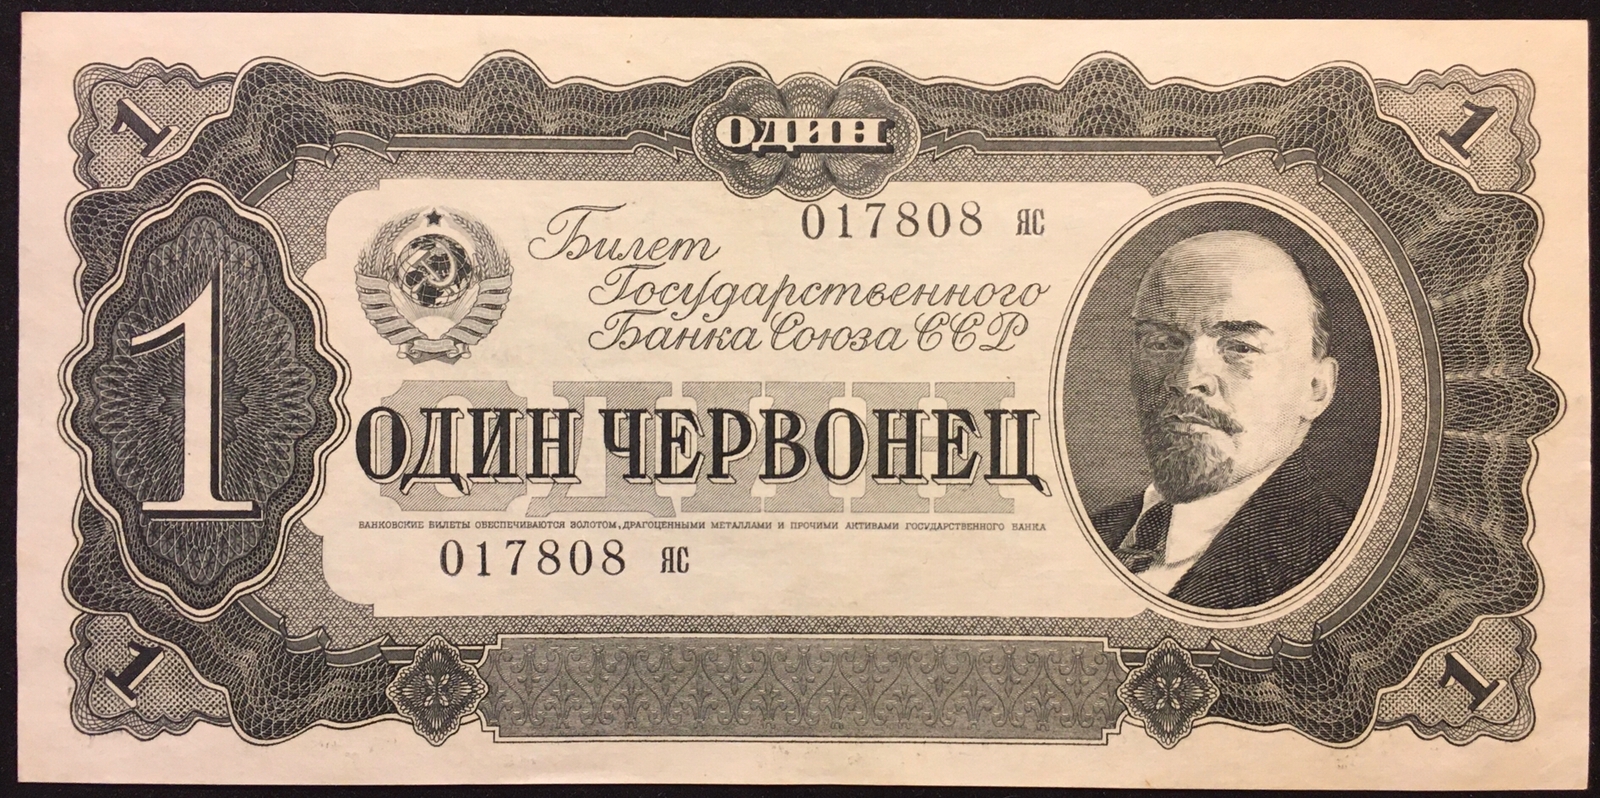 1
ОДИН
1
017808 ЯС
Билет
Государственного
Банка Союза ССР
1
ОДИН
ОДИН ЧЕРВОНЕЦ
БАНКОВСКИЕ БИЛЕТЫ ОБЕСПЕЧИВАЮТСЯ ЗОЛОТОМ, ДРАГОЦЕННЫМИ МЕТАЛЛАМИ И ПРОЧИМИ АКТИВАМИ ГОСУДАРСТВЕННОГО БАНКА
017808 ЯС
1
1